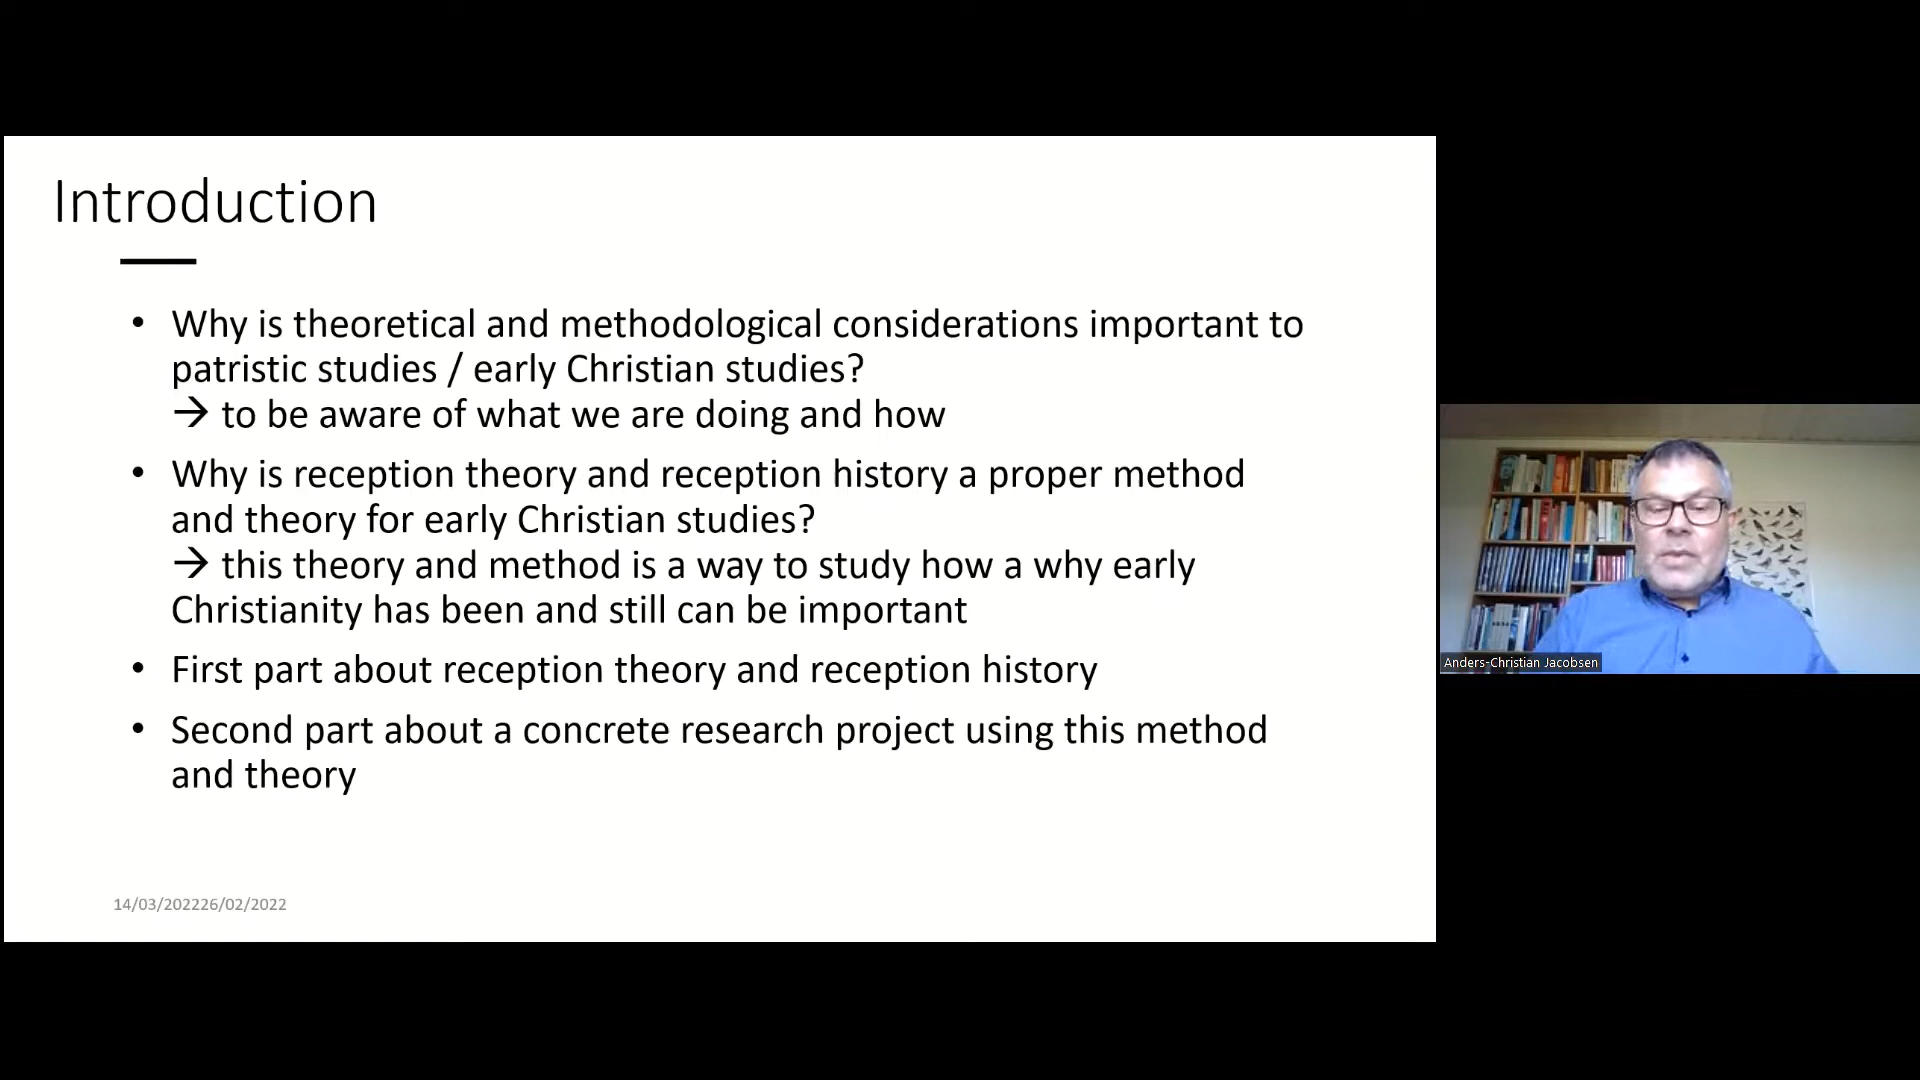 Introduction
• Why is theoretical and methodological considerations important to
patristic studies / early Christian studies?
→ to be aware of what we are doing and how
• Why is reception theory and reception history a proper method
and theory for early Christian studies?
→ this theory and method is a way to study how a why early
Christianity has been and still can be important
• First part about reception theory and reception history
• Second part about a concrete research project using this method
and theory
14/03/202226/02/2022
Anders-Christian Jacobsen